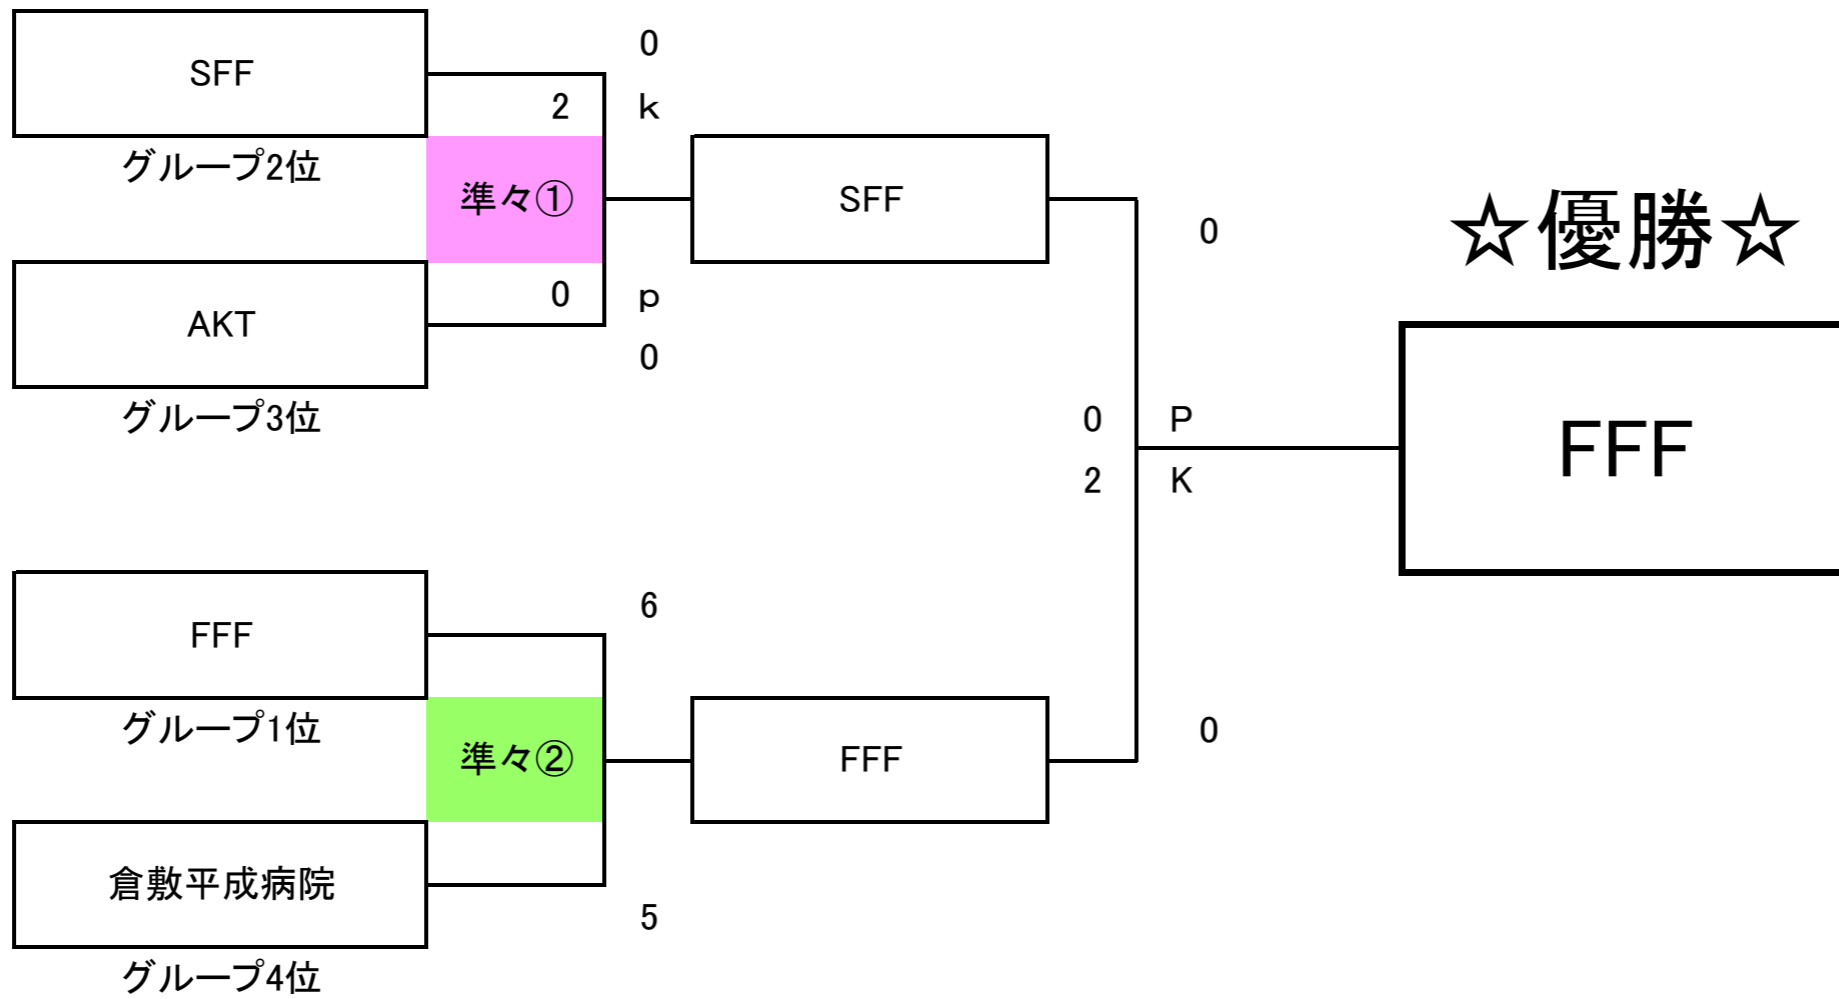 SFF
グループ2位
2
0
k
準々①
SFF
AKT
グループ3位
0
p
0
0
☆優勝☆
0 P
2 K
FFF
FFF
グループ1位
6
準々②
FFF
0
倉敷平成病院
グループ4位
5